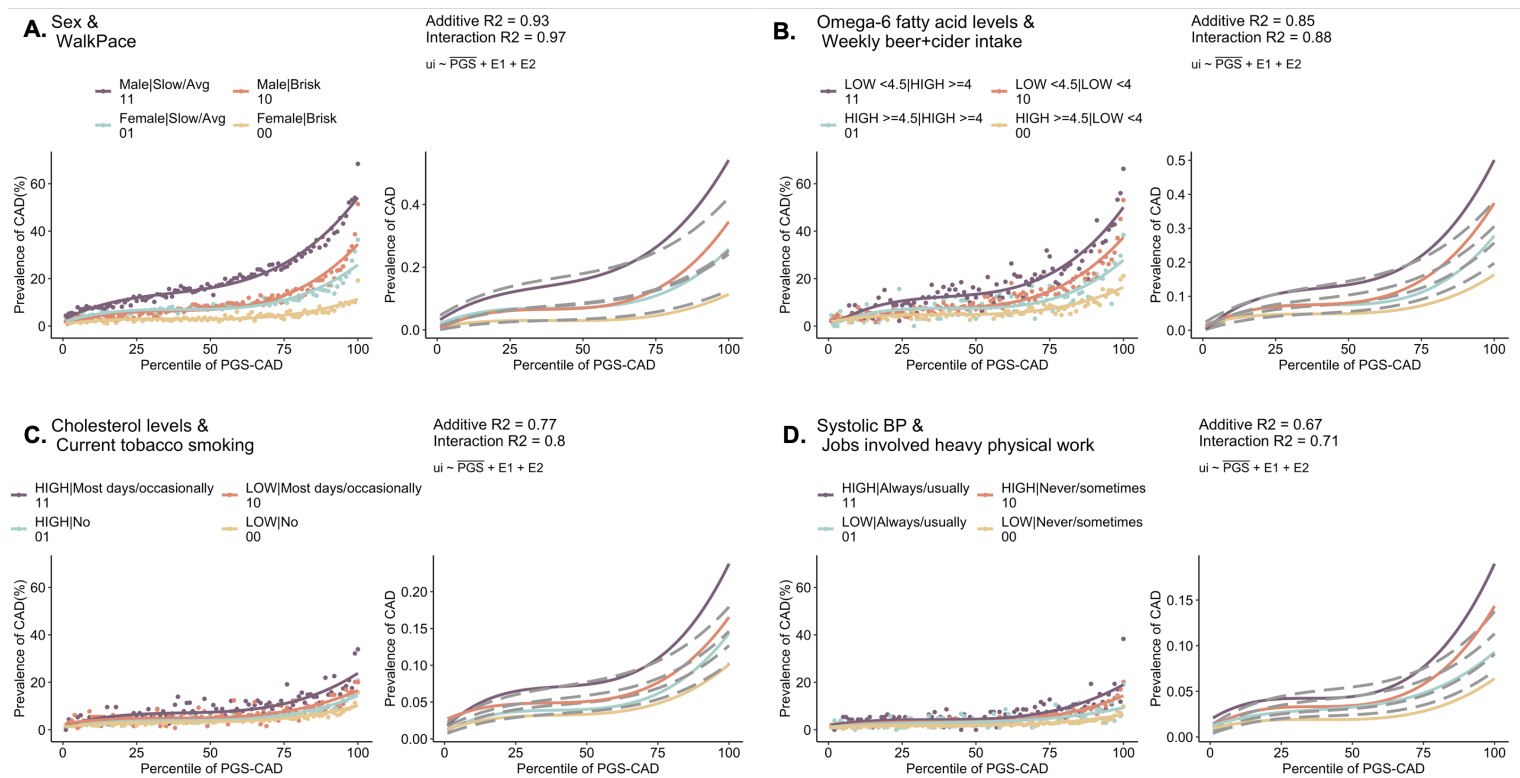 A. Sex &
WalkPace
Additive R2 = 0.93
Interaction R2 = 0.97
ui ~ PGS + E1 + E2
Male|Slow/Avg
11
Male|Brisk
10
Female|Slow/Avg
01
Female|Brisk
00
Prevalence of CAD(%)
60
40
20
0
0 25 50 75 100
Percentile of PGS-CAD
Prevalence of CAD
0.4
0.2
0.0
0 25 50 75 100
Percentile of PGS-CAD
B. Omega-6 fatty acid levels &
Weekly beer+cider intake
Additive R2 = 0.85
Interaction R2 = 0.88
ui ~ PGS + E1 + E2
LOW <4.5|HIGH >=4
11
LOW <4.5|LOW <4
10
HIGH >=4.5|HIGH >=4
01
HIGH >=4.5|LOW <4
00
Prevalence of CAD(%)
60
40
20
0
0 25 50 75 100
Percentile of PGS-CAD
Prevalence of CAD
0.5
0.4
0.3
0.2
0.1
0.0
0 25 50 75 100
Percentile of PGS-CAD
C. Cholesterol levels &
Current tobacco smoking
Additive R2 = 0.77
Interaction R2 = 0.8
ui ~ PGS + E1 + E2
HIGH|Most days/occasionally
11
LOW|Most days/occasionally
10
HIGH|No
01
LOW|No
00
Prevalence of CAD(%)
60
40
20
0
0 25 50 75 100
Percentile of PGS-CAD
Prevalence of CAD
0.20
0.15
0.10
0.05
0.00
0 25 50 75 100
Percentile of PGS-CAD
D. Systolic BP &
Jobs involved heavy physical work
Additive R2 = 0.67
Interaction R2 = 0.71
ui ~ PGS + E1 + E2
HIGH|Always/usually
11
HIGH|Never/sometimes
10
LOW|Always/usually
01
LOW|Never/sometimes
00
Prevalence of CAD(%)
60
40
20
0
0 25 50 75 100
Percentile of PGS-CAD
Prevalence of CAD
0.15
0.10
0.05
0.00
0 25 50 75 100
Percentile of PGS-CAD